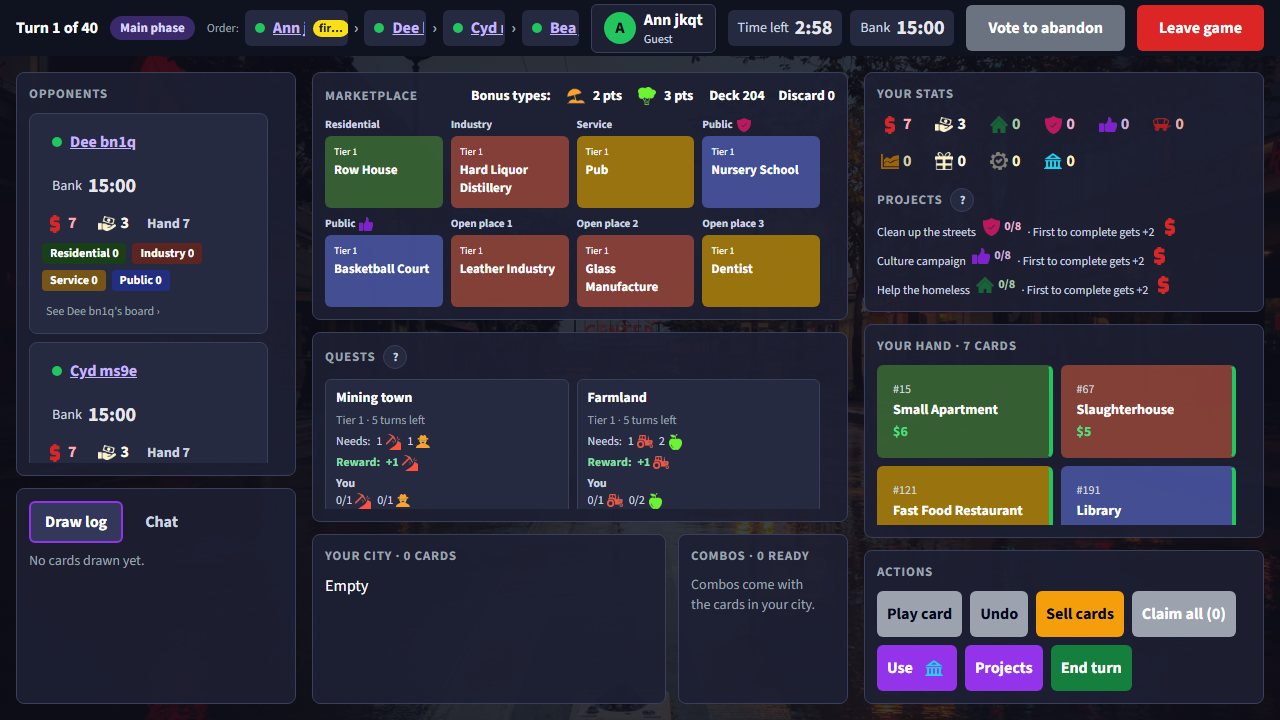 Turn 1 of 40
Main phase
Order:
Ann
fir...
›
Dee
›
Cyd
›
Bea
A
Ann jkqt
Guest
Time left 2:58
Bank 15:00
Vote to abandon
Leave game
OPPONENTS
Dee bn1q
Bank 15:00
7
3
Hand 7
Residential 0
Industry 0
Service 0
Public 0
See Dee bn1q's board ›
Cyd ms9e
Bank 15:00
7
3
Hand 7
Draw log
Chat
No cards drawn yet.
MARKETPLACE
Bonus types:
2 pts
3 pts
Deck 204
Discard 0
Residential
Industry
Service
Public
Tier 1
Row House
Tier 1
Hard Liquor
Distillery
Tier 1
Pub
Tier 1
Nursery School
Public
Open place 1
Open place 2
Open place 3
Tier 1
Basketball Court
Tier 1
Leather Industry
Tier 1
Glass
Manufacture
Tier 1
Dentist
QUESTS
?
Mining town
Tier 1 · 5 turns left
Needs: 1 1
Reward: +1
You
0/1 0/1
Farmland
Tier 1 · 5 turns left
Needs: 1 2
Reward: +1
You
0/1 0/2
YOUR CITY · 0 CARDS
Empty
COMBOS · 0 READY
Combos come with
the cards in your city.
YOUR STATS
7
3
0
0
0
0
0
0
0
0
PROJECTS
?
Clean up the streets 0/8 · First to complete gets +2
Culture campaign 0/8 · First to complete gets +2
Help the homeless 0/8 · First to complete gets +2
YOUR HAND · 7 CARDS
#15
Small Apartment
$6
#67
Slaughterhouse
$5
#121
Fast Food Restaurant
#191
Library
ACTIONS
Play card
Undo
Sell cards
Claim all (0)
Use
Projects
End turn